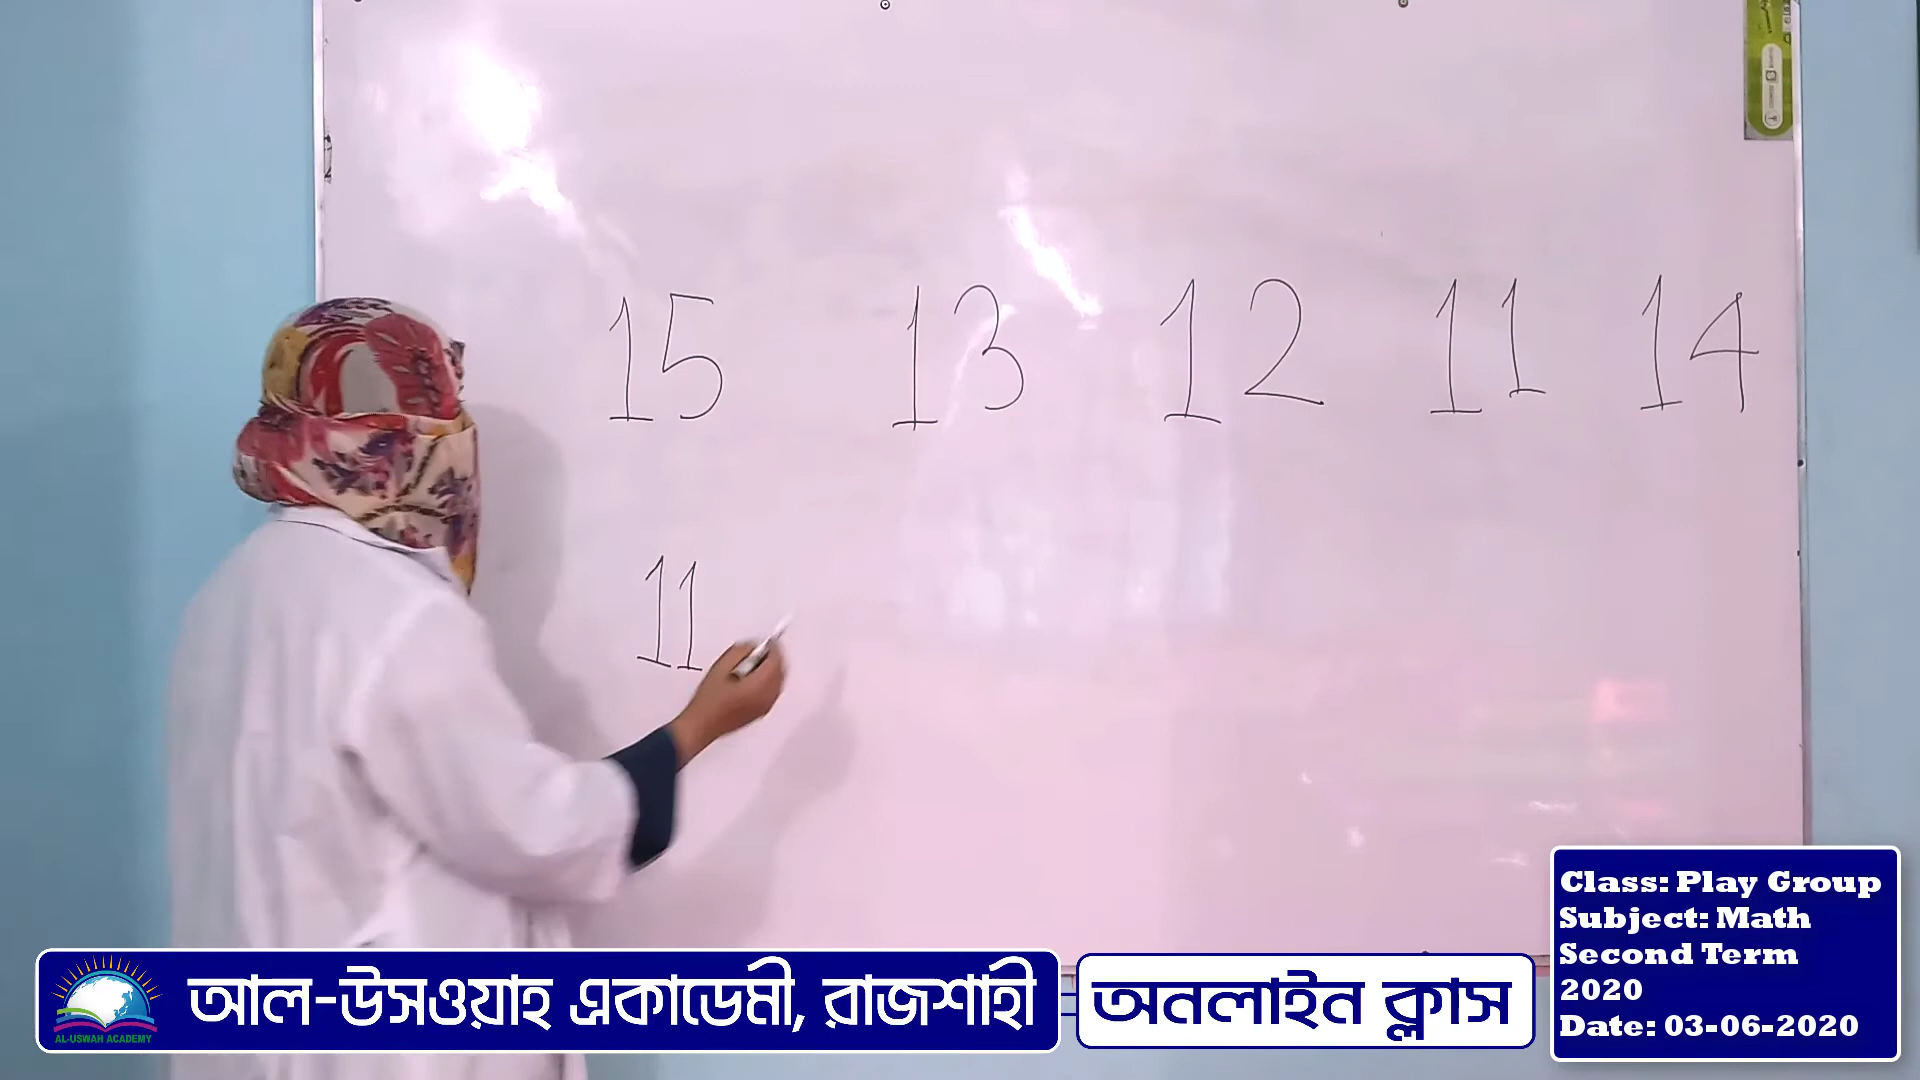 15 13 12 11 14
11
আল-উসওয়াহ একাডেমী, রাজশাহী
অনলাইন ক্লাস
AL-USWAH ACADEMY
Class: Play Group
Subject: Math
Second Term
2020
Date: 03-06-2020